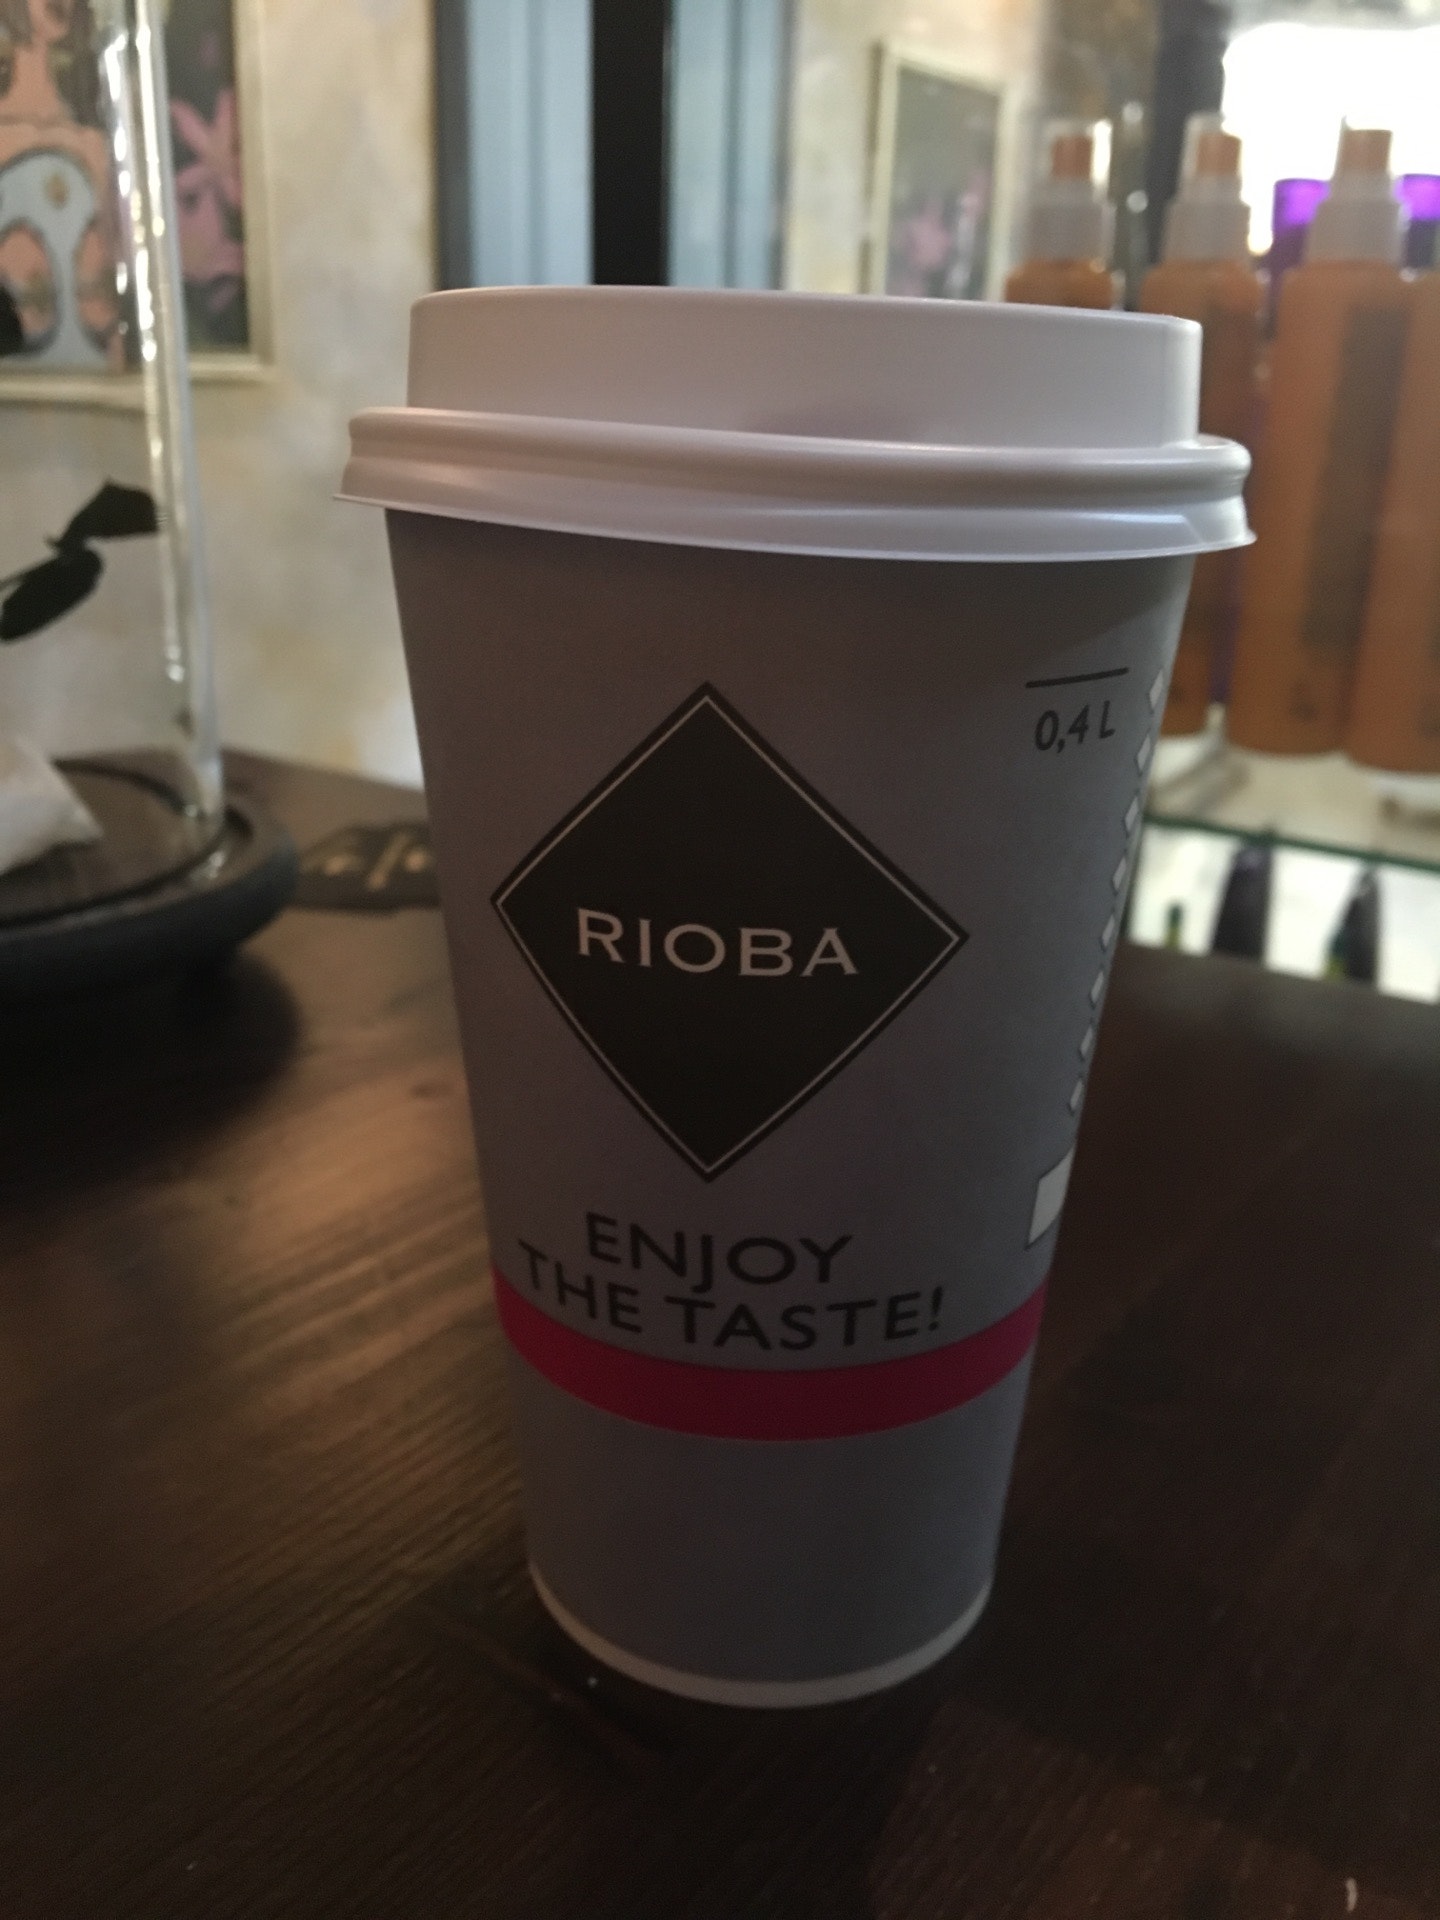 0,4 L
RIOBA
ENJOY
THE TASTE!